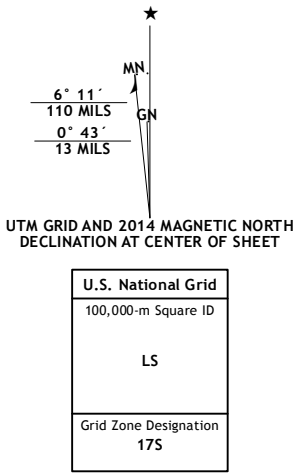 MN.
6° 11´
110 MILS
GN
0° 43´
13 MILS
UTM GRID AND 2014 MAGNETIC NORTH
DECLINATION AT CENTER OF SHEET
U.S. National Grid
100,000-m Square ID
LS
Grid Zone Designation
17S